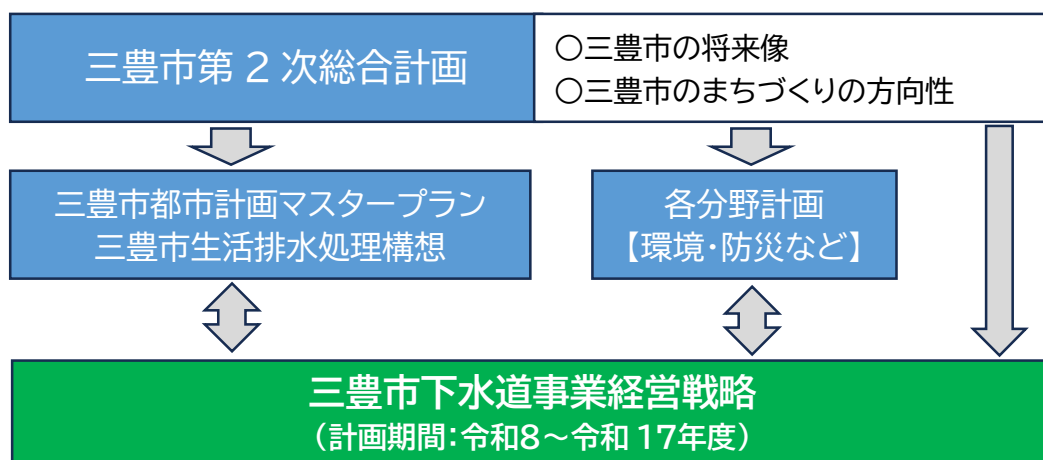 三豊市第 2 次総合計画
○三豊市の将来像
○三豊市のまちづくりの方向性
三豊市都市計画マスタープラン
三豊市生活排水処理構想
各分野計画
【環境・防災など】
三豊市下水道事業経営戦略
（計画期間：令和8～令和 17年度）